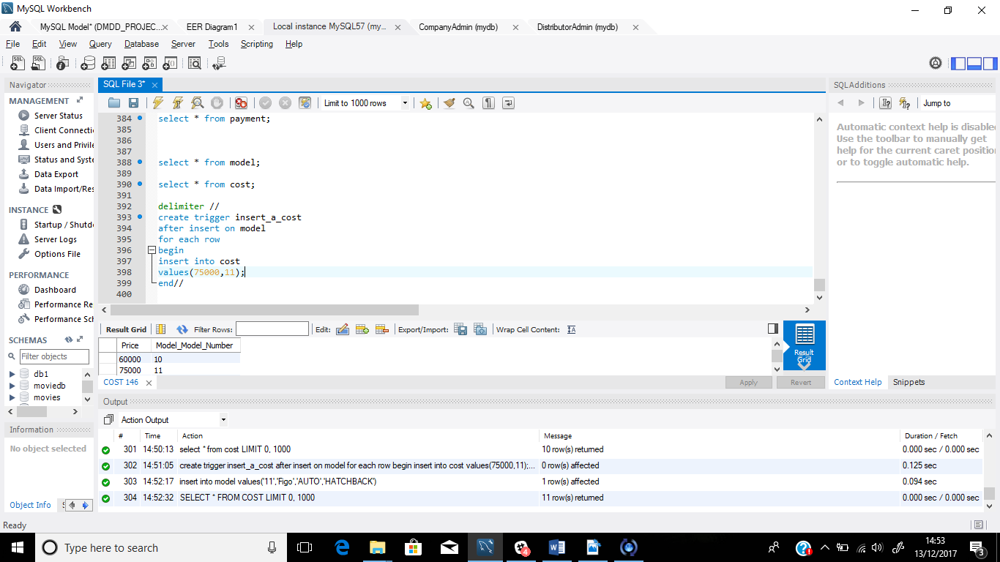 MySQL Workbench
MySQL Model* (DMDD_PROJEC... EER Diagram1 Local instance MySQL57 (my... CompanyAdmin (mydb) DistributorAdmin (mydb)
File Edit View Query Database Server Tools Scripting Help
Navigator
MANAGEMENT
Server Status
Client Connecti
Users and Privile
Status and Syste
Data Export
Data Import/Res
INSTANCE
Startup / Shutd
Server Logs
Options File
PERFORMANCE
Dashboard
Performance Re
Performance Sch
SCHEMAS
Filter objects
db1
moviedb
movies
Information
No object selected
Object Info
SQL File 3*
Limit to 1000 rows
384 select * from payment;
385
386
387
388 select * from model;
389
390 select * from cost;
391
392 delimiter //
393 create trigger insert_a_cost
394 after insert on model
395 for each row
396 begin
397 insert into cost
398 values(75000,11);
399 end//
400
Result Grid Filter Rows: Edit: Export/Import: Wrap Cell Content:
Price Model_Model_Number
60000 10
75000 11
Result Grid
COST 146
Apply Revert
Output
Action Output
# Time Action Message Duration / Fetch
301 14:50:13 select * from cost LIMIT 0, 1000 10 row(s) returned 0.000 sec / 0.000 sec
302 14:51:05 create trigger insert_a_cost after insert on model for each row begin insert into cost values(75000,11);... 0 row(s) affected 0.125 sec
303 14:52:17 insert into model values('11','Figo','AUTO','HATCHBACK') 1 row(s) affected 0.094 sec
304 14:52:32 SELECT * FROM COST LIMIT 0, 1000 11 row(s) returned 0.000 sec / 0.000 sec
SQLAdditions
Jump to
Automatic context help is disabled
Use the toolbar to manually get
help for the current caret position
or to toggle automatic help.
Context Help Snippets
Ready
Type here to search
4
14:53
13/12/2017
3